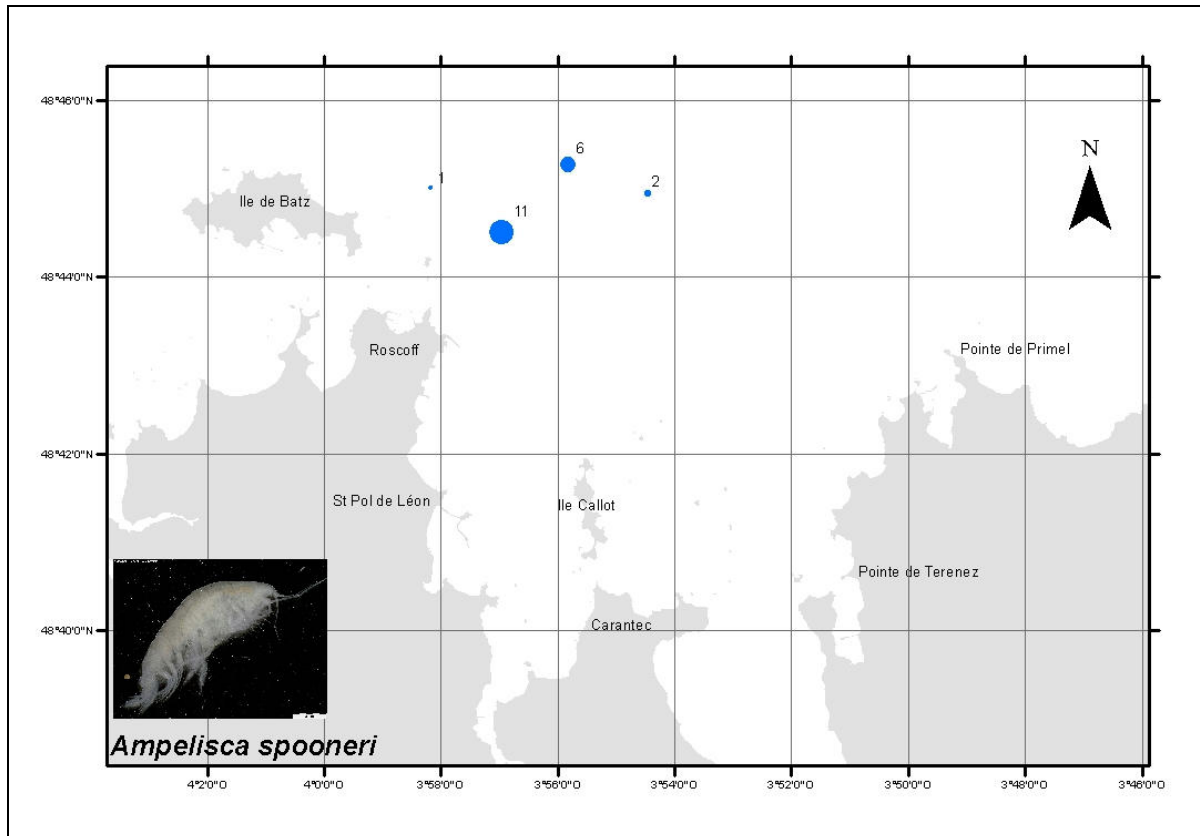 48°46'0"N
1
6
2
N
Ile de Batz
11
48°44'0"N
Roscoff
Pointe de Primel
48°42'0"N
St Pol de Léon
Ile Callot
Pointe de Terenez
Carantec
48°40'0"N
Ampelisca spooneri
4°2'0"O
4°0'0"O
3°58'0"O
3°56'0"O
3°54'0"O
3°52'0"O
3°50'0"O
3°48'0"O
3°46'0"O